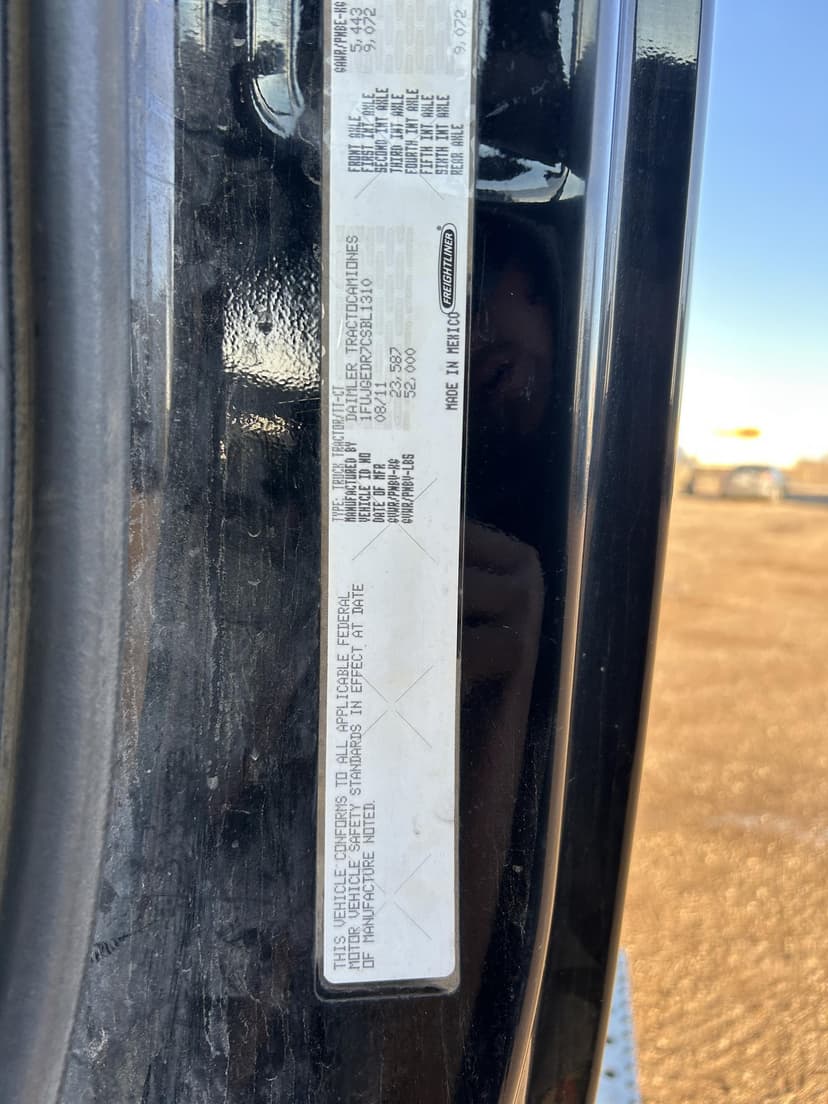 THIS VEHICLE CONFORMS TO ALL APPLICABLE FEDERAL
MOTOR VEHICLE SAFETY STANDARDS IN EFFECT AT DATE
OF MANUFACTURE NOTED.
TYPE: TRUCK TRACTOR/TT-CT
MANUFACTURED BY DAIMLER TRACTOCAMIONES
VEHICLE ID NO 1FUWGEDR7CSBL1310
DATE OF MFR 08/11
GVWR/PNBV-KG 23,587
GVWR/PNBV-LBS 52,000
MADE IN MEXICO
FREIGHTLINER®
GAWR/PMBE-KG
FRONT AXLE 5,443
FIRST INT AXLE 9,072
SECOND INT AXLE
THIRD INT AXLE
FOURTH INT AXLE
FIFTH INT AXLE
SIXTH INT AXLE
REAR AXLE 9,072